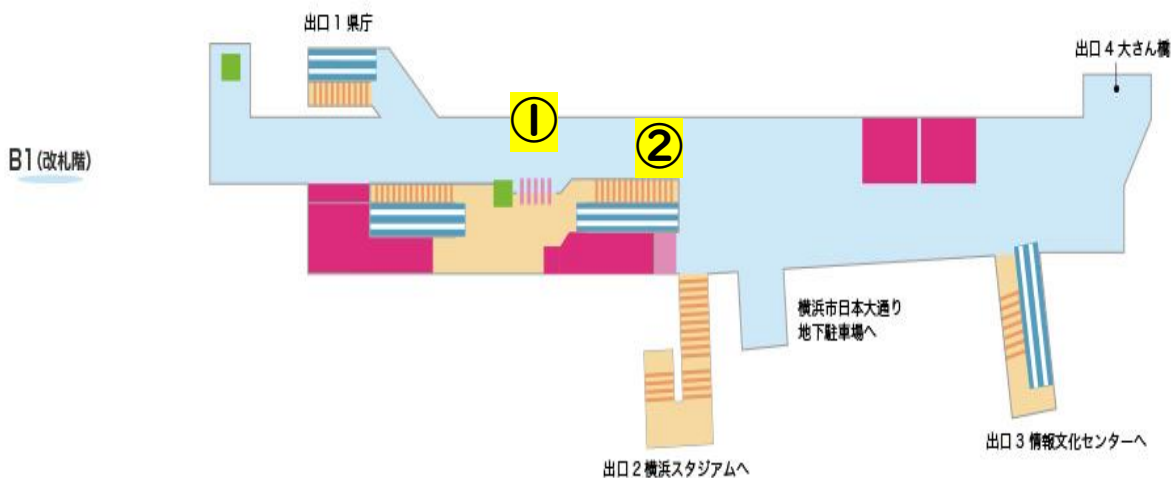 出口1 県庁
出口4 大さん橋
①
②
B1(改札階)
横浜市日本大通り
地下駐車場へ
出口3 情報文化センターへ
出口2 横浜スタジアムへ